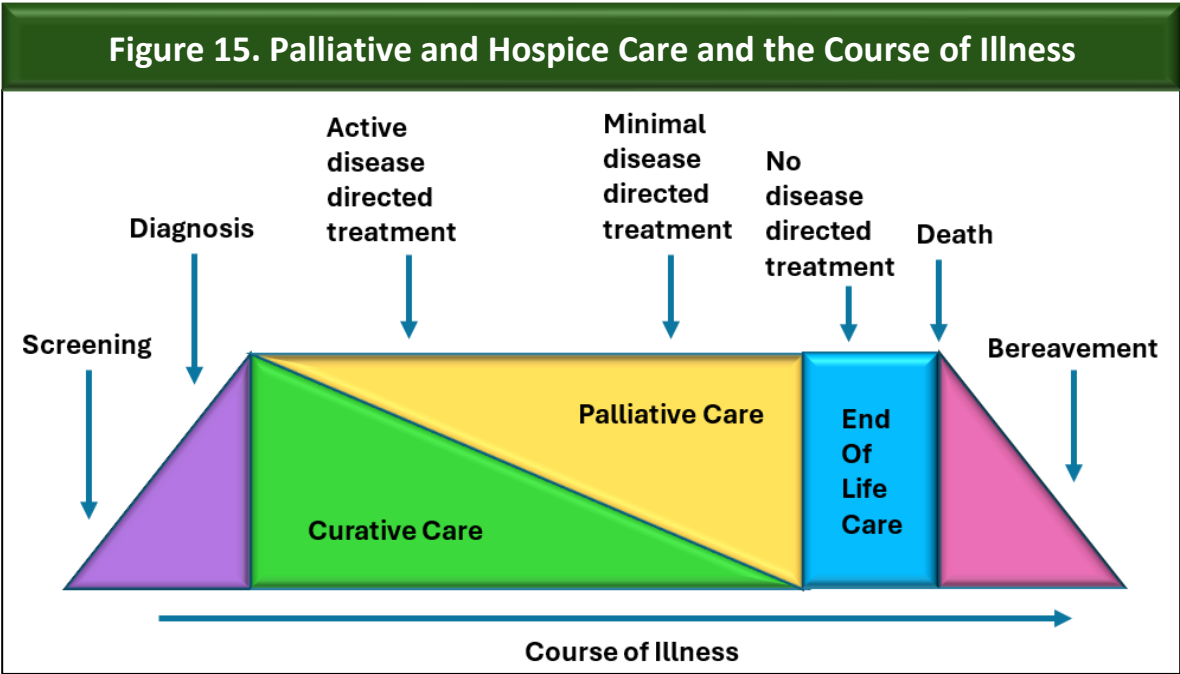 Figure 15. Palliative and Hospice Care and the Course of Illness
Screening
Diagnosis
Active
disease
directed
treatment
Minimal
disease
directed
treatment
No
disease
directed
treatment
Death
Bereavement
Curative Care
Palliative Care
End
Of
Life
Care
Course of Illness